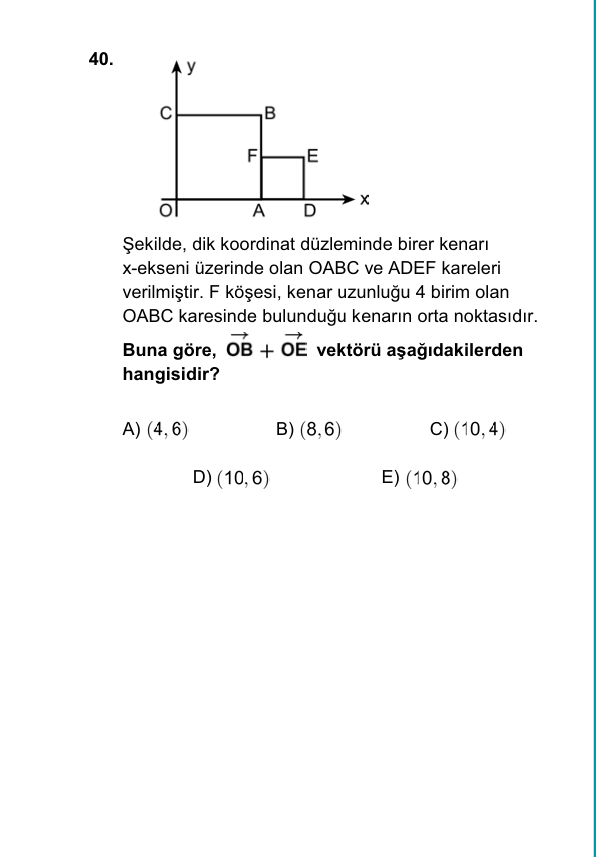 40.
y
C
B
F
E
x
O
A
D
Şekilde, dik koordinat düzleminde birer kenarı
x-ekseni üzerinde olan OABC ve ADEF kareleri
verilmiştir. F köşesi, kenar uzunluğu 4 birim olan
OABC karesinde bulunduğu kenarın orta noktasıdır.
Buna göre, OB + OE vektörü aşağıdakilerden
hangisidir?
A) (4, 6) B) (8, 6) C) (10, 4)
D) (10, 6) E) (10, 8)